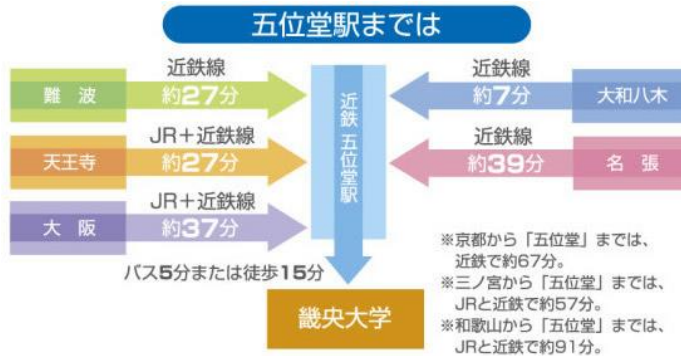 五位堂駅までは
近鉄線
難波
約27分
JR+近鉄線
天王寺
約27分
JR+近鉄線
大阪
約37分
近鉄 五位堂駅
近鉄線
約7分
大和八木
近鉄線
約39分
名張
バス5分または徒歩15分
畿央大学
※京都から「五位堂」までは、
近鉄で約67分。
※三ノ宮から「五位堂」までは、
JRと近鉄で約57分。
※和歌山から「五位堂」までは、
JRと近鉄で約91分。